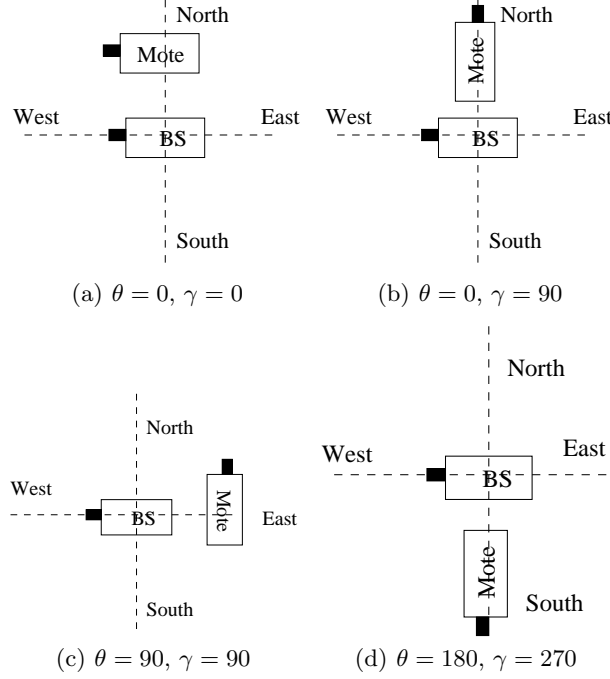 North
Mote
West
East
BS
South
(a) θ = 0, γ = 0
North
Mote
West
East
BS
South
(b) θ = 0, γ = 90
North
West
BS
Mote
East
South
(c) θ = 90, γ = 90
North
West
East
BS
Mote
South
(d) θ = 180, γ = 270